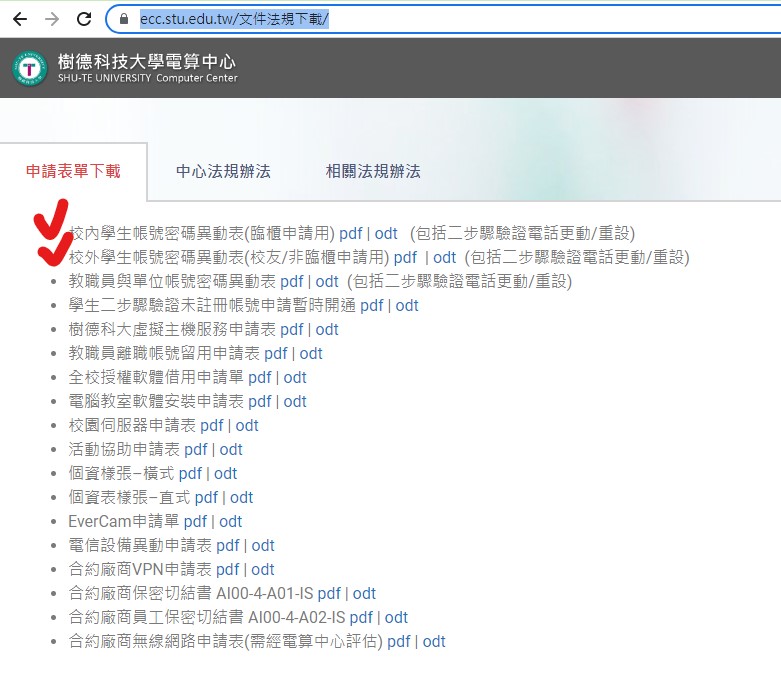 ecc.stu.edu.tw/文件法規下載/
樹德科技大學電算中心
SHU-TE UNIVERSITY Computer Center
申請表單下載 中心法規辦法 相關法規辦法
校內學生帳號密碼異動表(臨櫃申請用) pdf | odt (包括二步驟驗證電話更動/重設)
校外學生帳號密碼異動表(校友/非臨櫃申請用) pdf | odt (包括二步驟驗證電話更動/重設)
教職員與單位帳號密碼異動表 pdf | odt (包括二步驟驗證電話更動/重設)
學生二步驟驗證未註冊帳號申請暫時開通 pdf | odt
樹德科大虛擬主機服務申請表 pdf | odt
教職員離職帳號留用申請表 pdf | odt
全校授權軟體借用申請單 pdf | odt
電腦教室軟體安裝申請表 pdf | odt
校園伺服器申請表 pdf | odt
活動協助申請表 pdf | odt
個資樣張–橫式 pdf | odt
個資表樣張–直式 pdf | odt
EverCam申請單 pdf | odt
電信設備異動申請表 pdf | odt
合約廠商VPN申請表 pdf | odt
合約廠商保密切結書 AI00-4-A01-IS pdf | odt
合約廠商員工保密切結書 AI00-4-A02-IS pdf | odt
合約廠商無線網路申請表(需經電算中心評估) pdf | odt